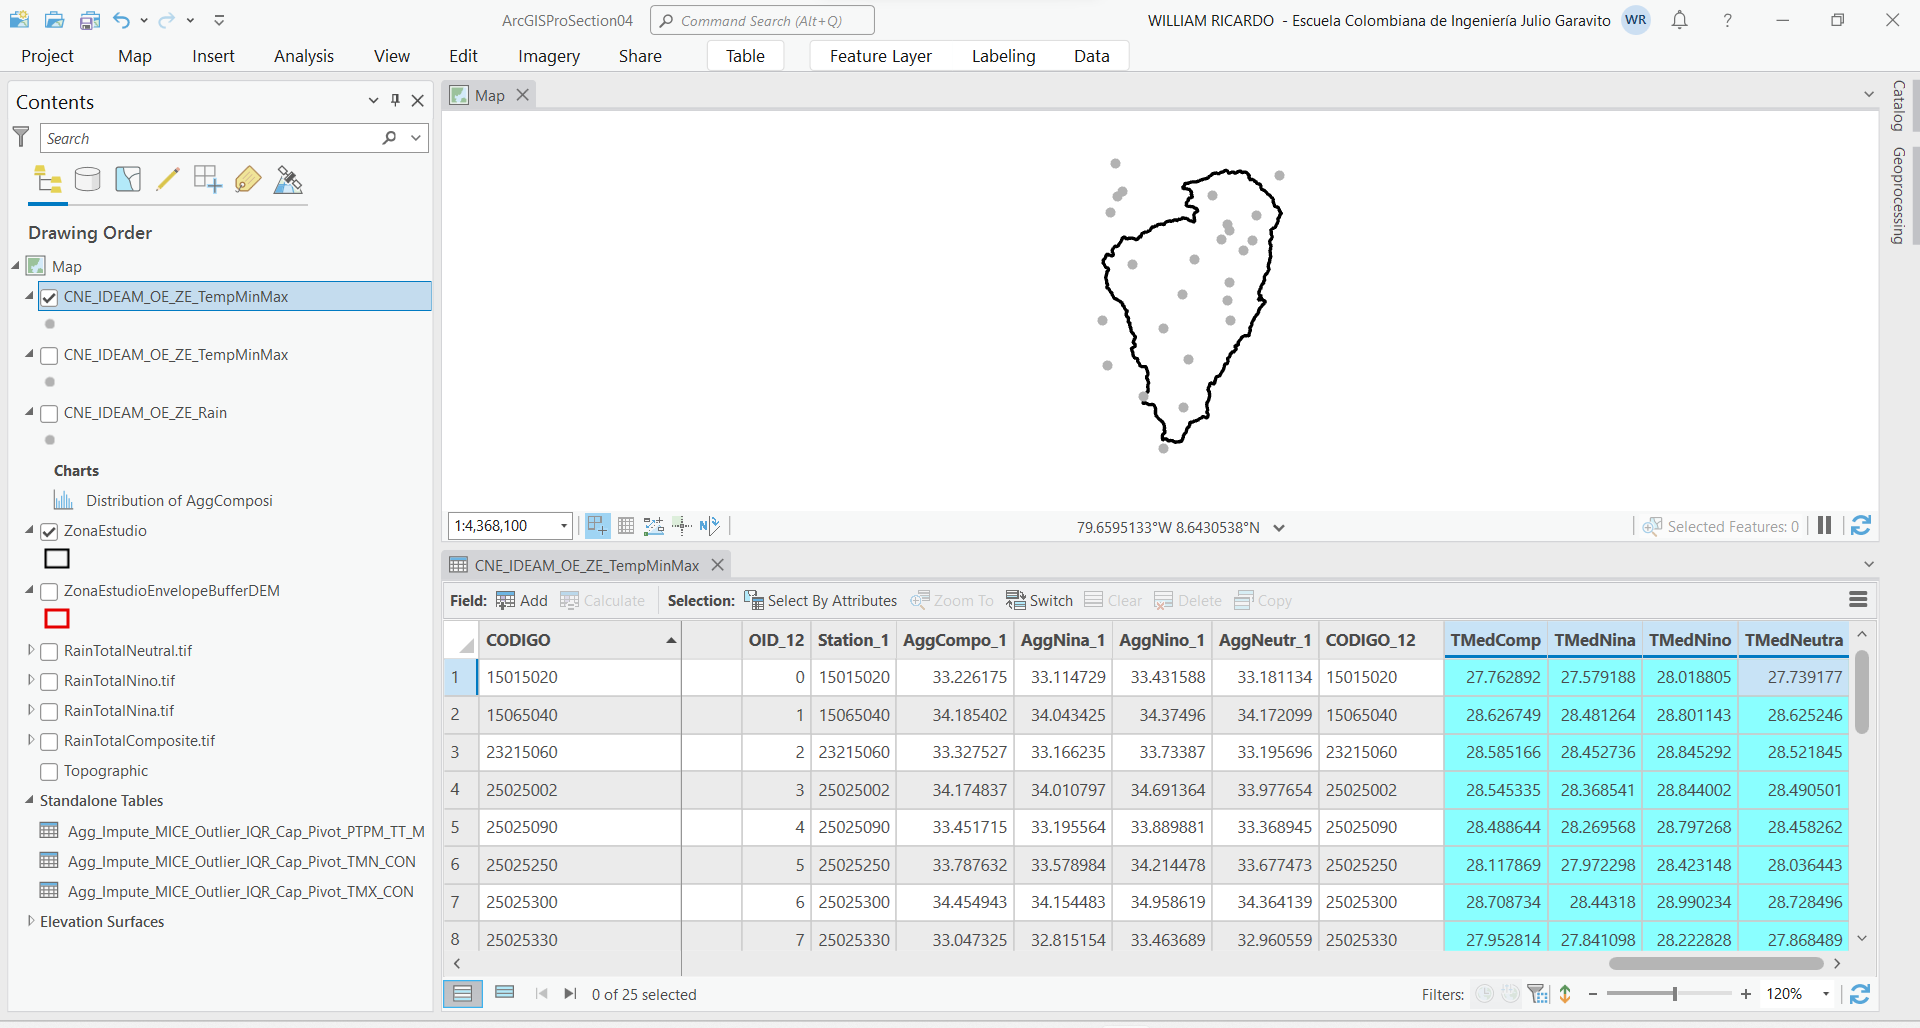 ArcGISProSection04
Command Search (Alt+Q)
WILLIAM RICARDO - Escuela Colombiana de Ingeniería Julio Garavito
WR
?
Project Map Insert Analysis View Edit Imagery Share Table Feature Layer Labeling Data
Contents
Search
Drawing Order
Map
CNE_IDEAM_OE_ZE_TempMinMax
CNE_IDEAM_OE_ZE_TempMinMax
CNE_IDEAM_OE_ZE_Rain
Charts
Distribution of AggComposi
ZonaEstudio
ZonaEstudioEnvelopeBufferDEM
RainTotalNeutral.tif
RainTotalNino.tif
RainTotalNina.tif
RainTotalComposite.tif
Topographic
Standalone Tables
Agg_Impute_MICE_Outlier_IQR_Cap_Pivot_PTPM_TT_M
Agg_Impute_MICE_Outlier_IQR_Cap_Pivot_TMN_CON
Agg_Impute_MICE_Outlier_IQR_Cap_Pivot_TMX_CON
Elevation Surfaces
Map
1:4,368,100
N
79.6595133°W 8.6430538°N
Selected Features: 0
CNE_IDEAM_OE_ZE_TempMinMax
Field: Add Calculate Selection: Select By Attributes Zoom To Switch Clear Delete Copy
CODIGO OID_12 Station_1 AggCompo_1 AggNina_1 AggNino_1 AggNeutr_1 CODIGO_12 TMedComp TMedNina TMedNino TMedNeutra
1 15015020 0 15015020 33.226175 33.114729 33.431588 33.181134 15015020 27.762892 27.579188 28.018805 27.739177
2 15065040 1 15065040 34.185402 34.043425 34.37496 34.172099 15065040 28.626749 28.481264 28.801143 28.625246
3 23215060 2 23215060 33.327527 33.166235 33.73387 33.195696 23215060 28.585166 28.452736 28.845292 28.521845
4 25025002 3 25025002 34.174837 34.010797 34.691364 33.977654 25025002 28.545335 28.368541 28.844002 28.490501
5 25025090 4 25025090 33.451715 33.195564 33.889881 33.368945 25025090 28.488644 28.269568 28.797268 28.458262
6 25025250 5 25025250 33.787632 33.578984 34.214478 33.677473 25025250 28.117869 27.972298 28.423148 28.036443
7 25025300 6 25025300 34.454943 34.154483 34.958619 34.364139 25025300 28.708734 28.44318 28.990234 28.728496
8 25025330 7 25025330 33.047325 32.815154 33.463689 32.960559 25025330 27.952814 27.841098 28.222828 27.868489
0 of 25 selected
Filters:
120%
Catalog
Geoprocessing